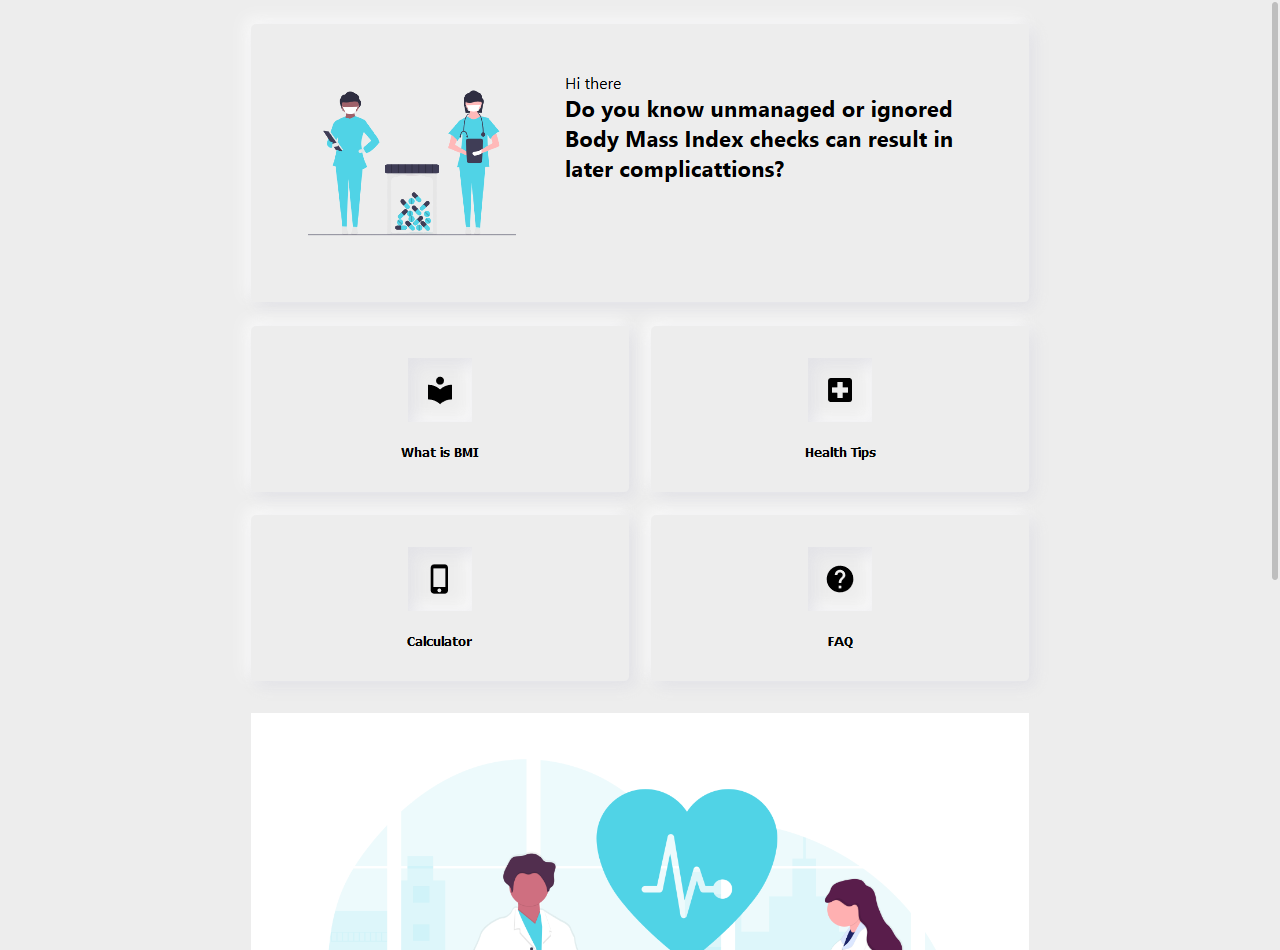 Hi there
Do you know unmanaged or ignored
Body Mass Index checks can result in
later complicattions?
What is BMI
Health Tips
Calculator
FAQ